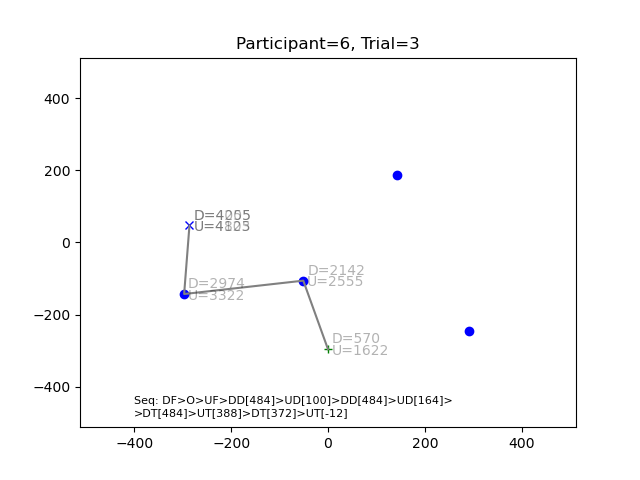 Participant=6, Trial=3
400
200
0
−200
−400
D=2974
U=3322
D=2142
U=2555
D=570
U=1622
Seq: DF>O>UF>DD[484]>UD[100]>DD[484]>UD[164]>
>DT[484]>UT[388]>DT[372]>UT[-12]
−400
−200
0
200
400